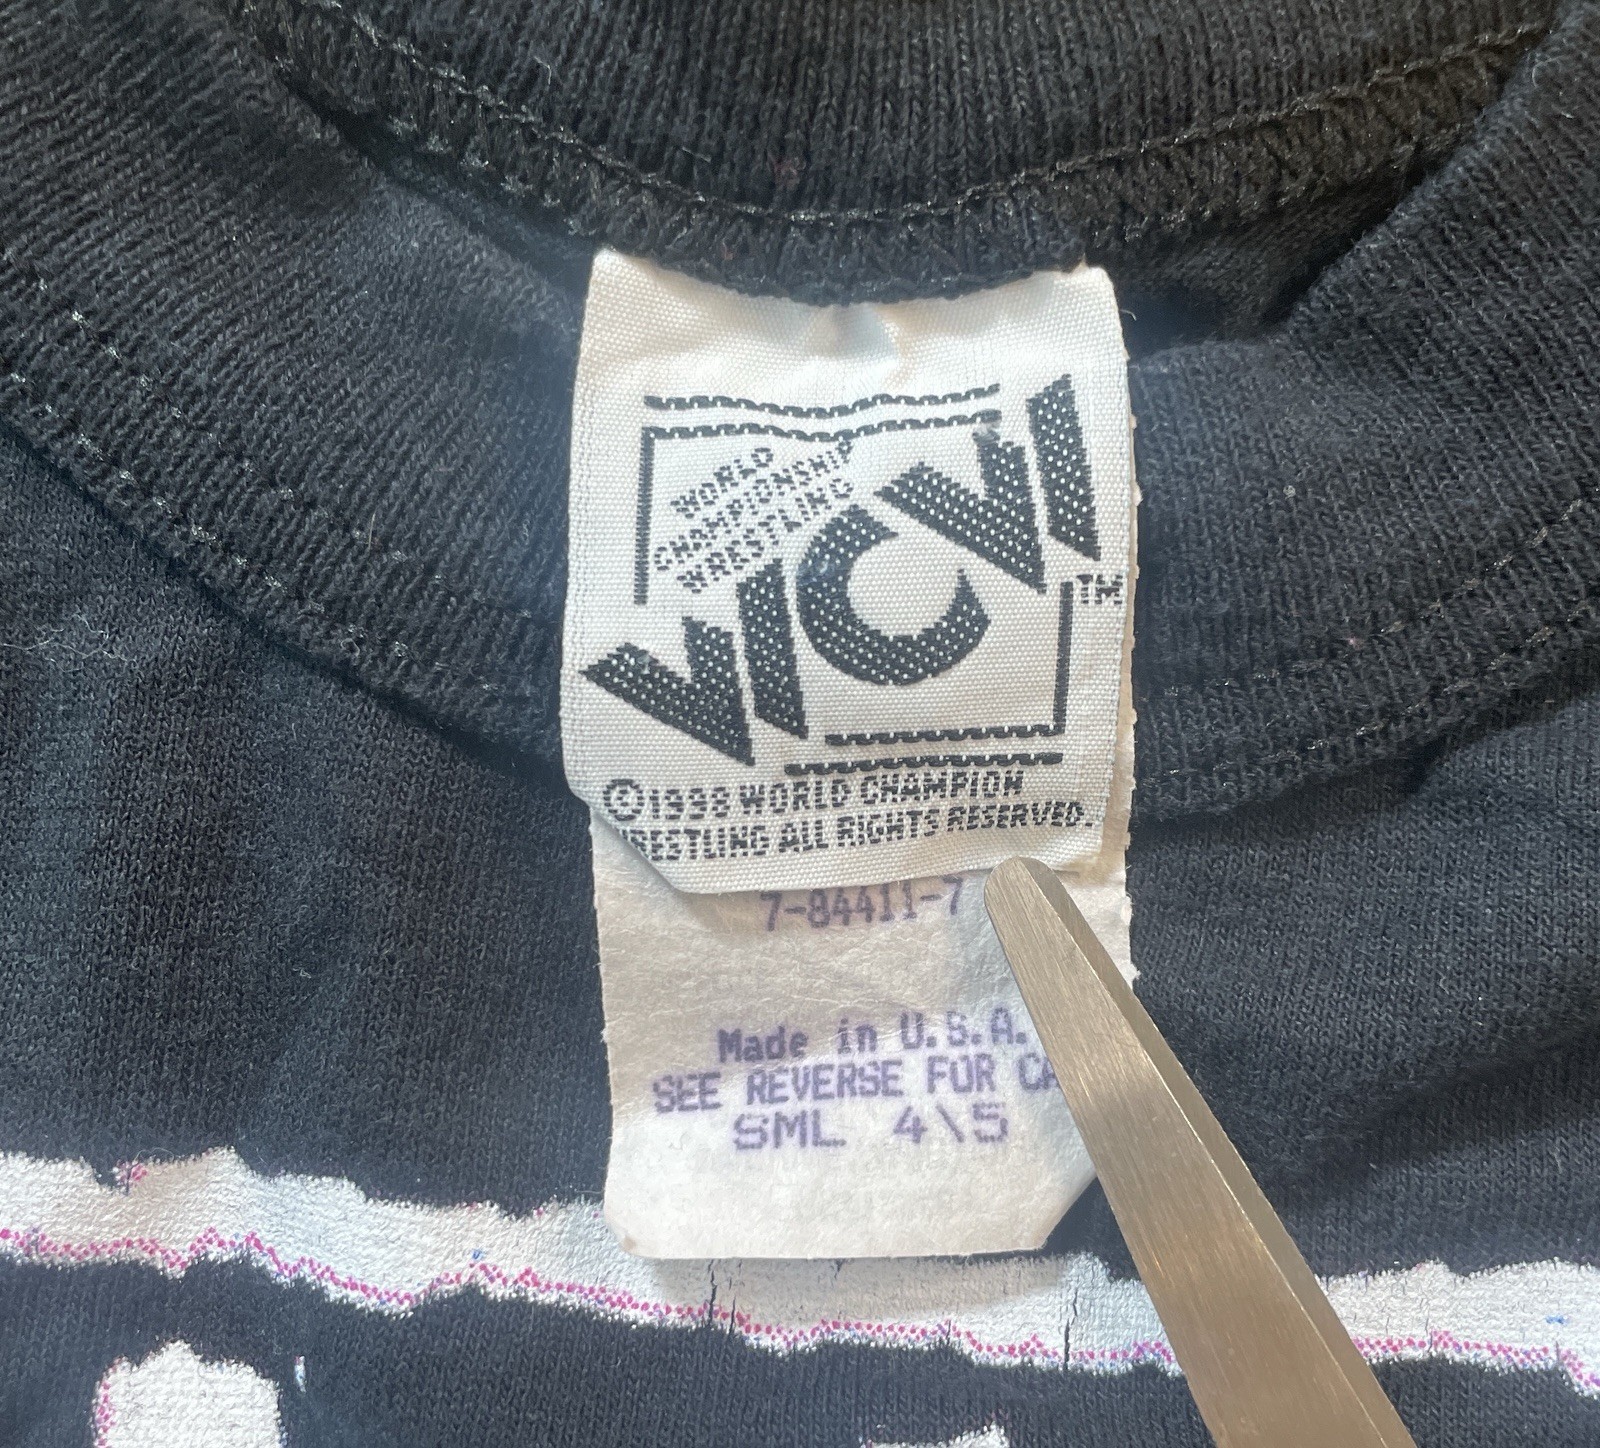 WORLD
CHAMPIONSHIP
WRESTLING
WCW TM
©1998 WORLD CHAMPION
RESTLING ALL RIGHTS RESERVED.
7-84411-7
Made in U.S.A.
SEE REVERSE FOR CA
SML 4\5